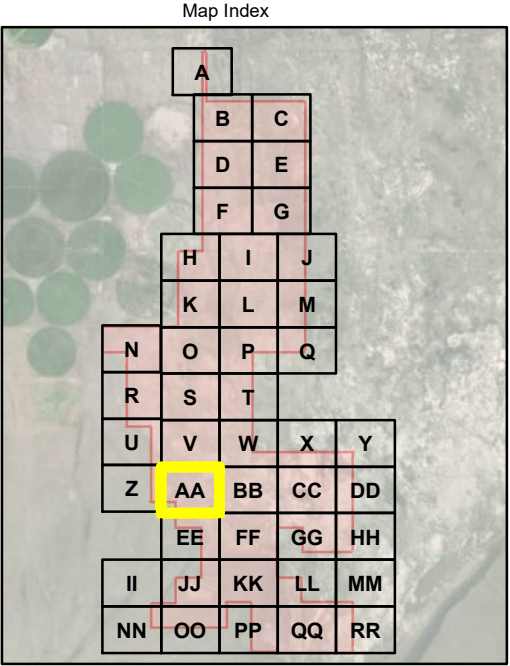 Map Index
A
B C
D E
F G
H I J
K L M
N O P Q
R S T
U V W X Y
Z AA BB CC DD
EE FF GG HH
II JJ KK LL MM
NN OO PP QQ RR